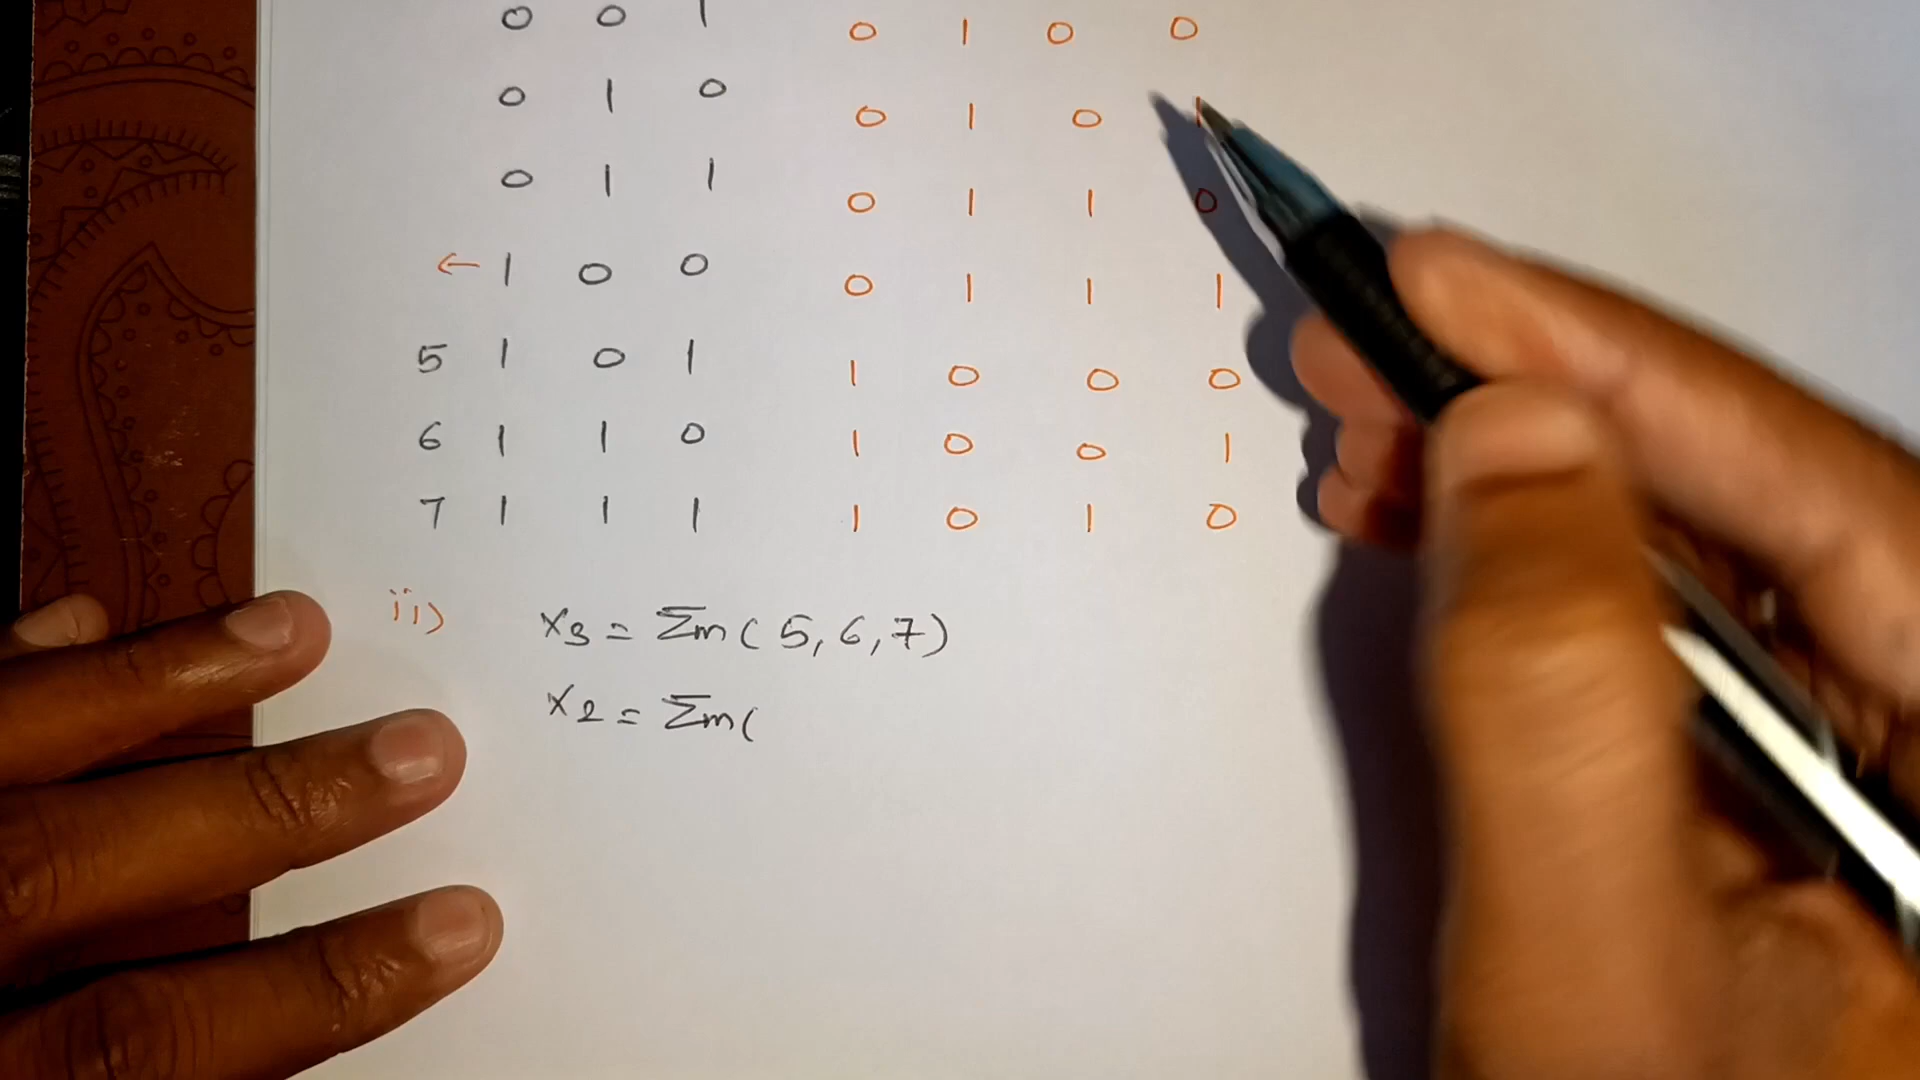 0 0 1 0 1 0 0
0 1 0 0 1 0 1
0 1 1 0 1 1 0
← 1 0 0 0 1 1 1
5 1 0 1 1 0 0 0
6 1 1 0 1 0 0 1
7 1 1 1 1 0 1 0
ii) X3 = Σm( 5, 6, 7)
X2 = Σm(